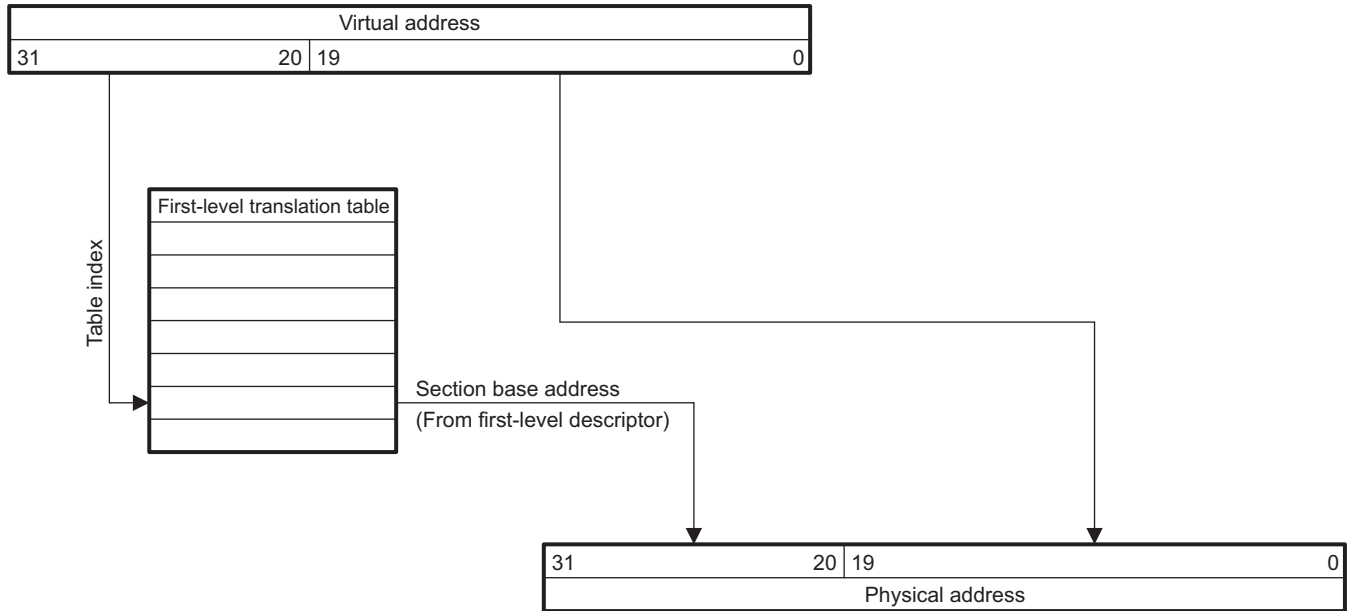 Virtual address
31 20 19 0
First-level translation table
Table index
Section base address
(From first-level descriptor)
31 20 19 0
Physical address